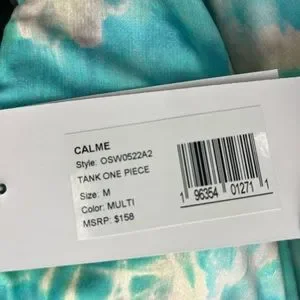 CALME
Style: OSW0522A2
TANK ONE PIECE
Size: M
Color: MULTI
MSRP: $158
1 96354 01271 1